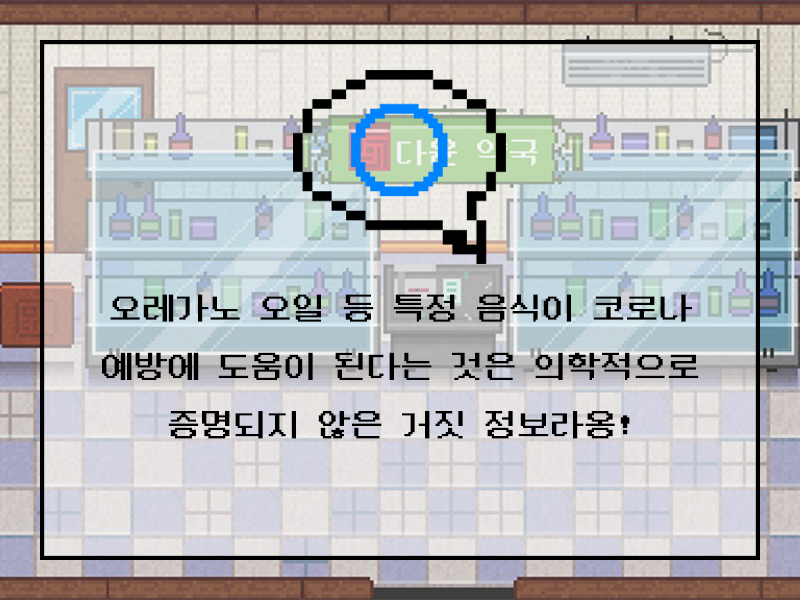 다운 약국
오레가노 오일 등 특정 음식이 코로나
예방에 도움이 된다는 것은 의학적으로
증명되지 않은 거짓 정보라옹!